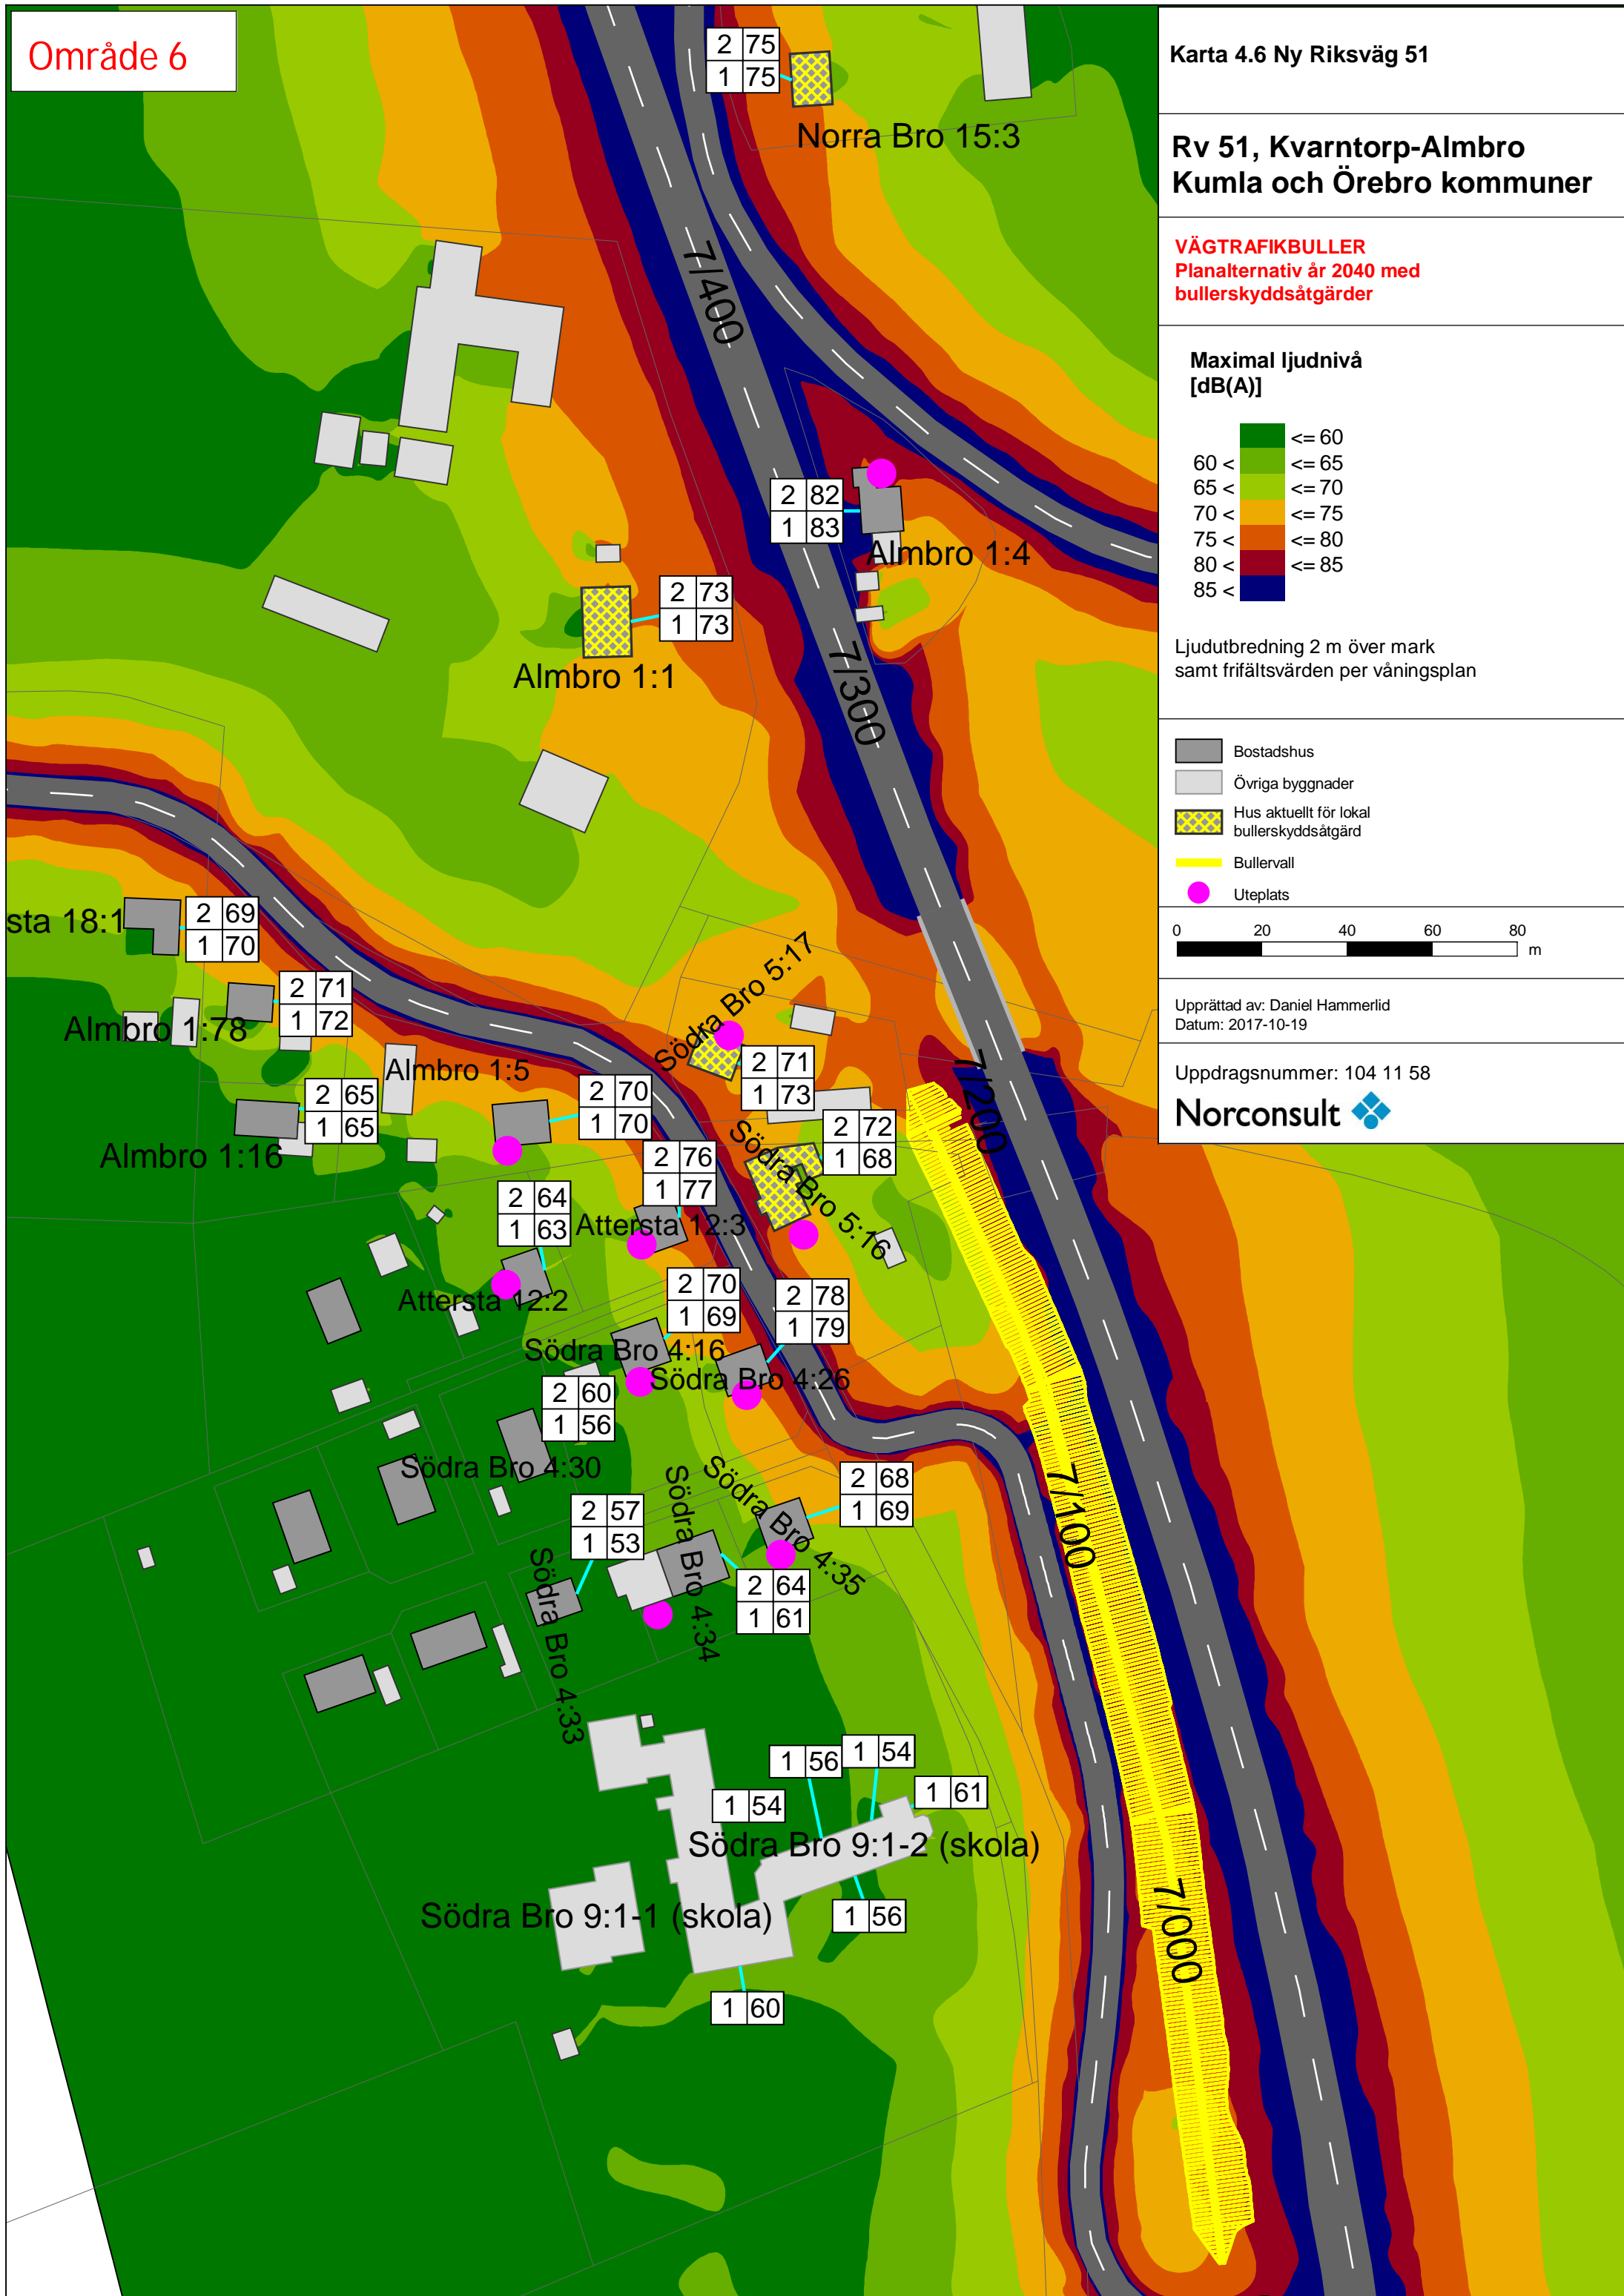 Område 6
2 75
1 75
Norra Bro 15:3
7/400
2 82
1 83
Almbro 1:4
2 73
1 73
Almbro 1:1
7/300
sta 18:1
2 69
1 70
2 71
1 72
Almbro 1:78
Almbro 1:5
2 65
1 65
Almbro 1:16
2 70
1 70
Södra Bro 5:17
2 71
1 73
7/200
2 72
1 68
Södra Bro 5:16
2 76
1 77
Attersta 12:3
2 64
1 63
Attersta 12:2
2 70
1 69
Södra Bro 4:16
2 78
1 79
Södra Bro 4:26
2 60
1 56
Södra Bro 4:30
2 68
1 69
Södra Bro 4:35
7/100
2 57
1 53
Södra Bro 4:33
Södra Bro 4:34
2 64
1 61
1 56
1 54
1 61
1 54
Södra Bro 9:1-2 (skola)
Södra Bro 9:1-1 (skola)
1 56
7/000
1 60
Karta 4.6 Ny Riksväg 51
Rv 51, Kvarntorp-Almbro
Kumla och Örebro kommuner
VÄGTRAFIKBULLER
Planalternativ år 2040 med
bullerskyddsåtgärder
Maximal ljudnivå
[dB(A)]
<= 60
60 < <= 65
65 < <= 70
70 < <= 75
75 < <= 80
80 < <= 85
85 <
Ljudutbredning 2 m över mark
samt frifältsvärden per våningsplan
Bostadshus
Övriga byggnader
Hus aktuellt för lokal
bullerskyddsåtgärd
Bullervall
Uteplats
0 20 40 60 80
m
Upprättad av: Daniel Hammerlid
Datum: 2017-10-19
Uppdragsnummer: 104 11 58
Norconsult